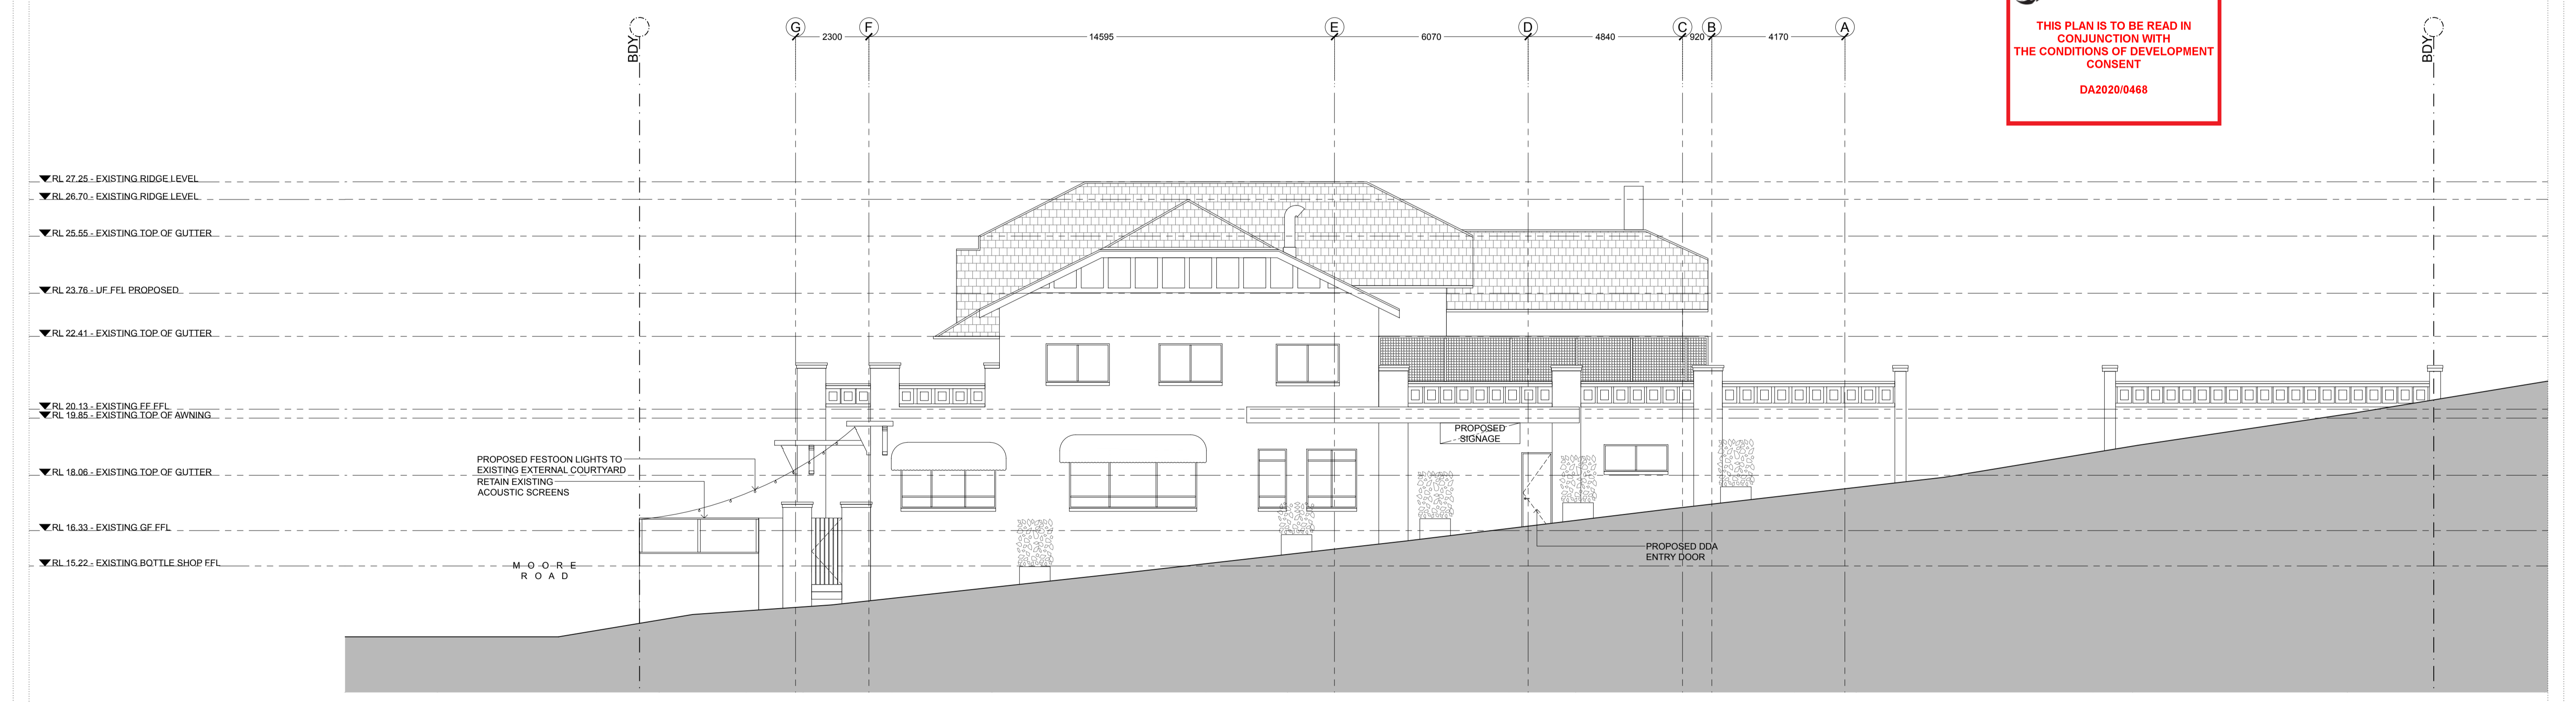 THIS PLAN IS TO BE READ IN
CONJUNCTION WITH
THE CONDITIONS OF DEVELOPMENT
CONSENT
DA2020/0468
BDY
G
F
E
D
C
B
A
BDY
2300
14595
6070
4840
920
4170
RL 27.25 - EXISTING RIDGE LEVEL
RL 26.70 - EXISTING RIDGE LEVEL
RL 25.55 - EXISTING TOP OF GUTTER
RL 23.76 - UF FFL PROPOSED
RL 22.41 - EXISTING TOP OF GUTTER
RL 20.13 - EXISTING FF FFL
RL 19.85 - EXISTING TOP OF AWNING
RL 18.06 - EXISTING TOP OF GUTTER
RL 16.33 - EXISTING GF FFL
RL 15.22 - EXISTING BOTTLE SHOP FFL
PROPOSED FESTOON LIGHTS TO
EXISTING EXTERNAL COURTYARD
RETAIN EXISTING
ACOUSTIC SCREENS
MOORE
ROAD
PROPOSED
SIGNAGE
PROPOSED DDA
ENTRY DOOR